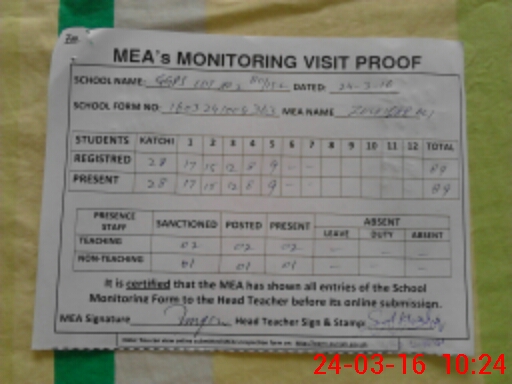 MEA's MONITORING VISIT PROOF
SCHOOL NAME: GGPS DATED: 24-3-16
SCHOOL FORM NO: MEA NAME
STUDENTS KATCHI 1 2 3 4 5 6 7 8 9 10 11 12 TOTAL
REGISTRED 28 17 15 12 8 9 - - 89
PRESENT 28 17 15 12 8 9 - - 89
PRESENCE STAFF SANCTIONED POSTED PRESENT ABSENT
LEAVE DUTY ABSENT
TEACHING 02 02 02 - - -
NON-TEACHING 01 01 01 - - -
It is certified that the MEA has shown all entries of the School
Monitoring Form to the Head Teacher before its online submission.
MEA Signature Head Teacher Sign & Stamp
24-03-16 10:24